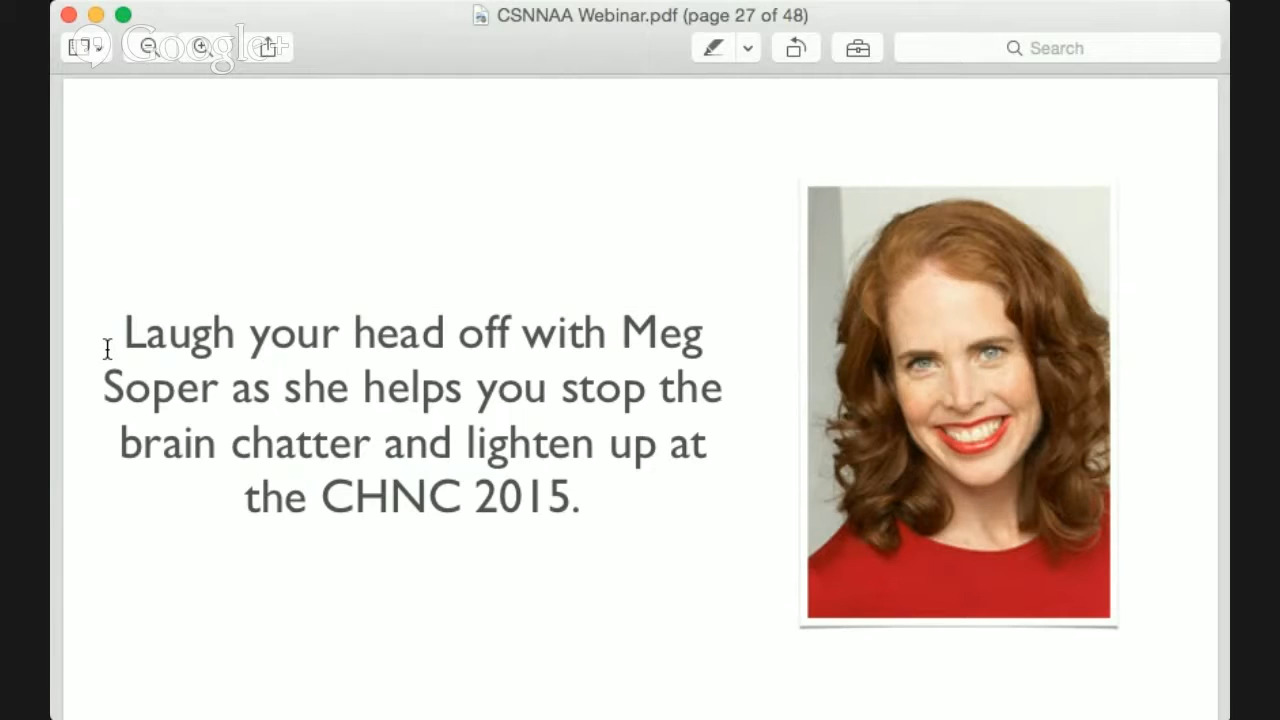 CSNNAA Webinar.pdf (page 27 of 48)
Google+
Search
Laugh your head off with Meg
Soper as she helps you stop the
brain chatter and lighten up at
the CHNC 2015.